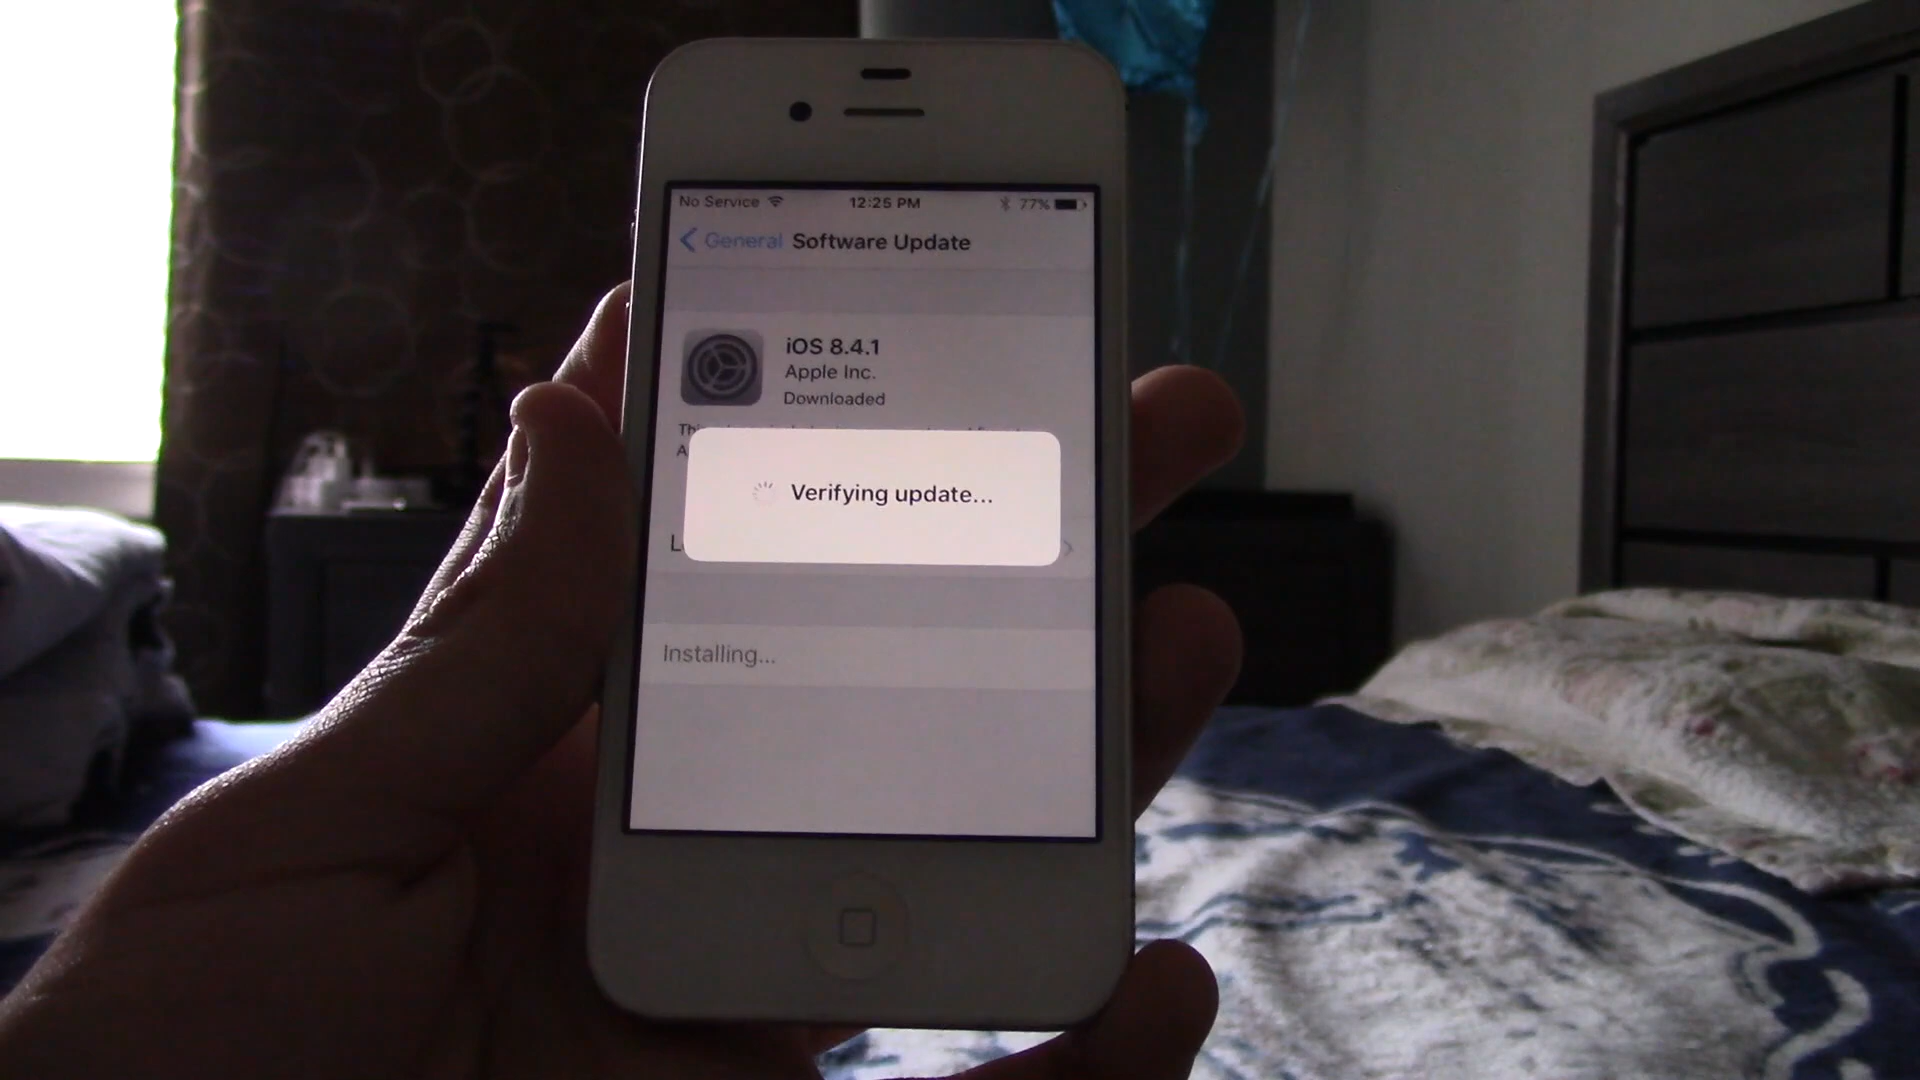 No Service 12:25 PM 77%
General Software Update
iOS 8.4.1
Apple Inc.
Downloaded
Verifying update...
Installing...